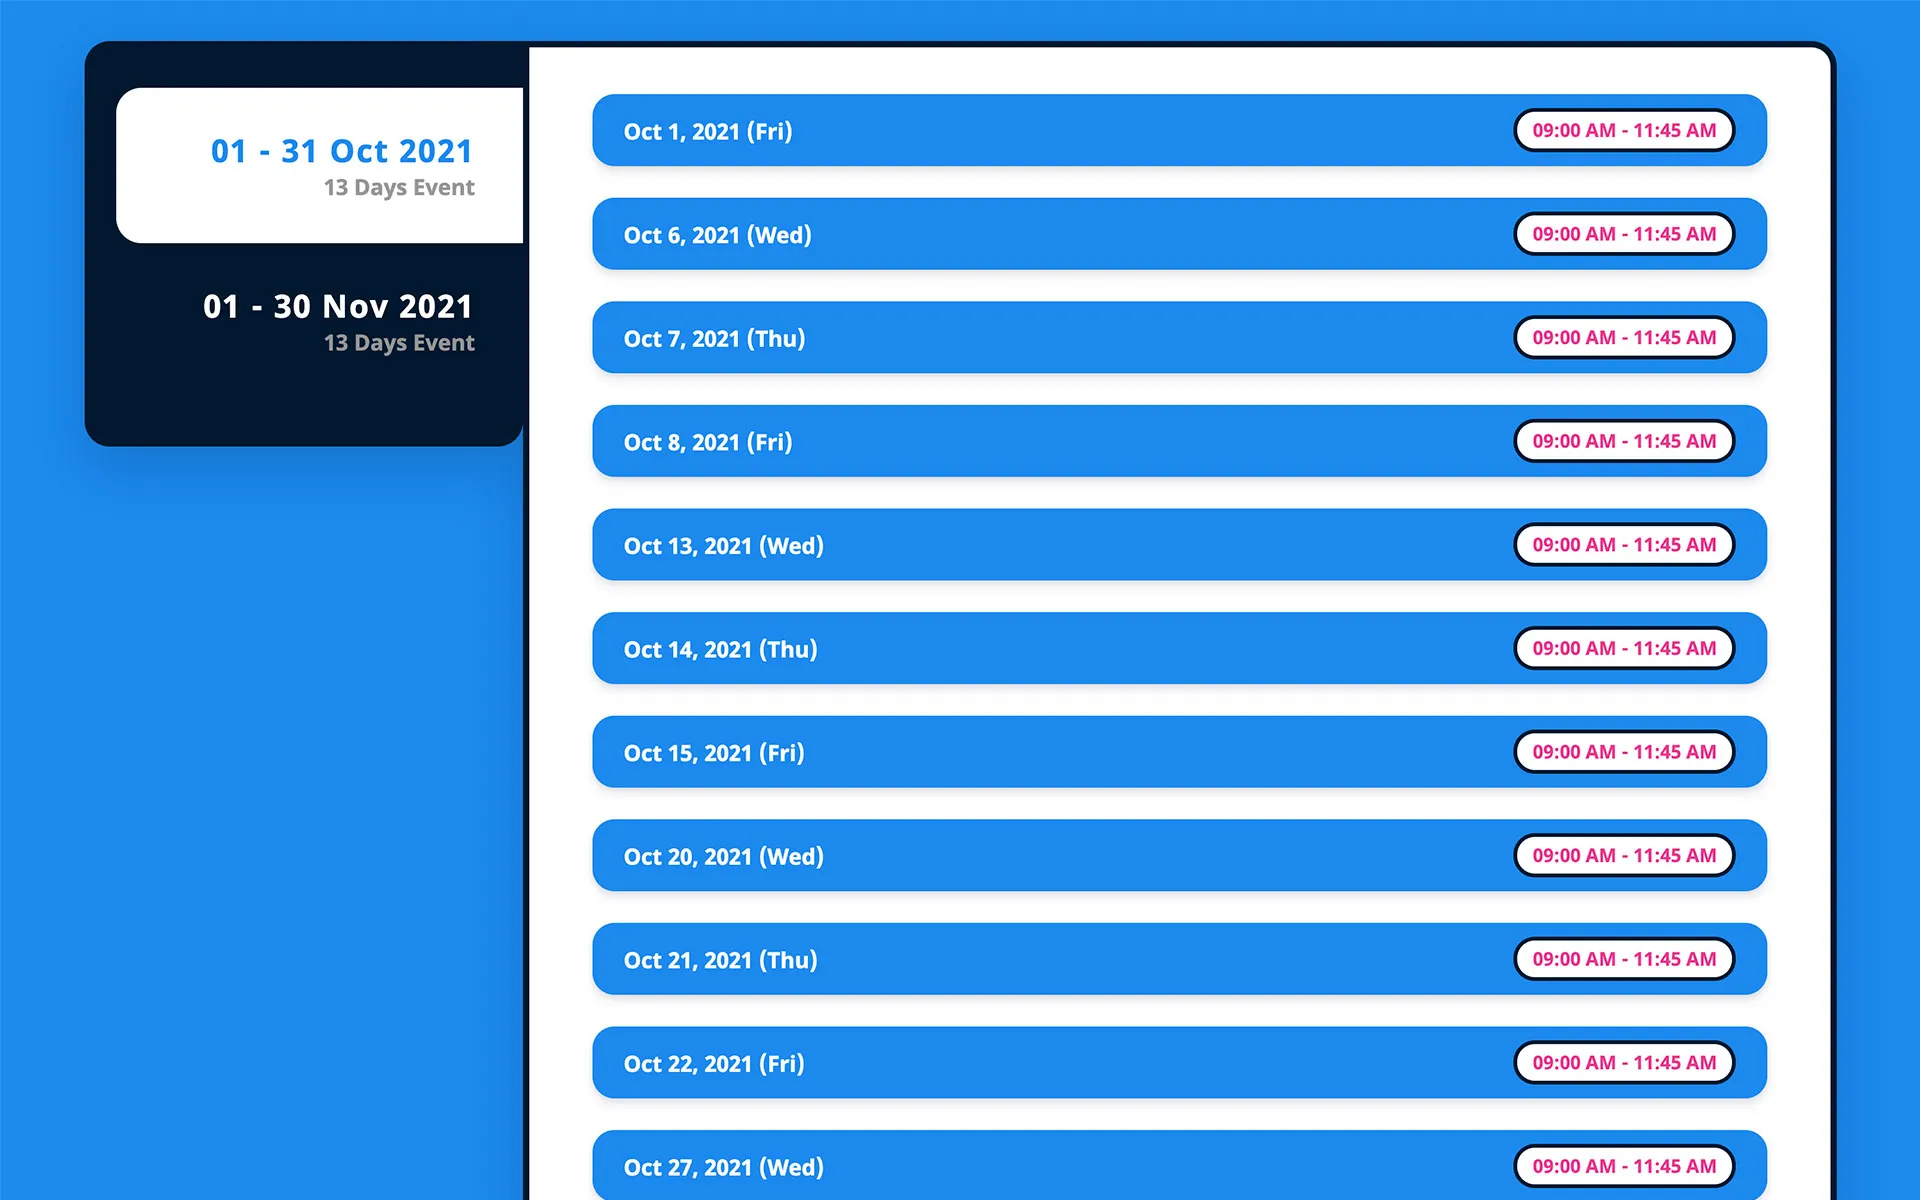 01 - 31 Oct 2021
13 Days Event
01 - 30 Nov 2021
13 Days Event
Oct 1, 2021 (Fri) 09:00 AM - 11:45 AM
Oct 6, 2021 (Wed) 09:00 AM - 11:45 AM
Oct 7, 2021 (Thu) 09:00 AM - 11:45 AM
Oct 8, 2021 (Fri) 09:00 AM - 11:45 AM
Oct 13, 2021 (Wed) 09:00 AM - 11:45 AM
Oct 14, 2021 (Thu) 09:00 AM - 11:45 AM
Oct 15, 2021 (Fri) 09:00 AM - 11:45 AM
Oct 20, 2021 (Wed) 09:00 AM - 11:45 AM
Oct 21, 2021 (Thu) 09:00 AM - 11:45 AM
Oct 22, 2021 (Fri) 09:00 AM - 11:45 AM
Oct 27, 2021 (Wed) 09:00 AM - 11:45 AM